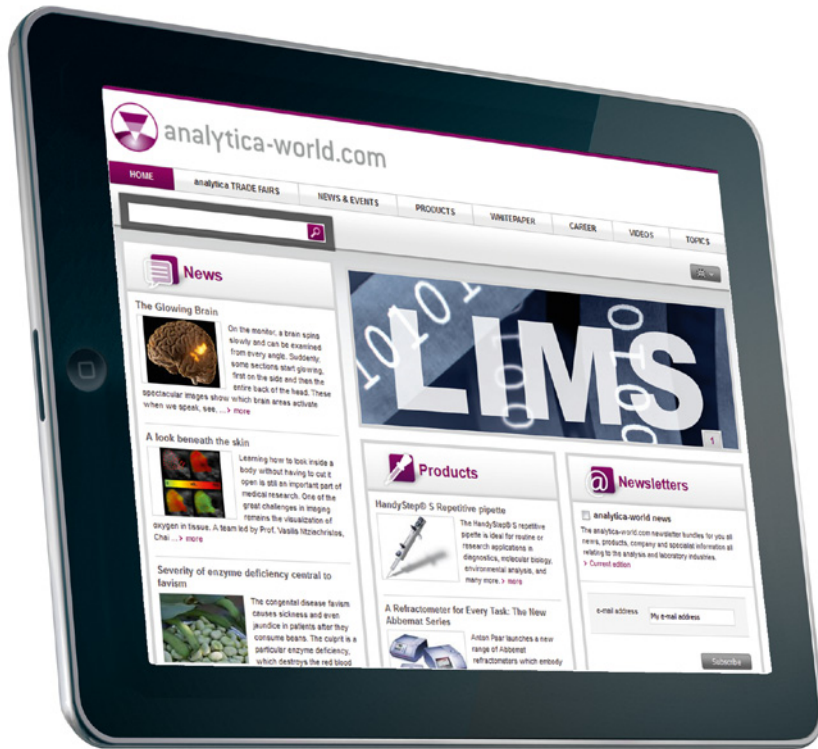 analytica-world.com
HOME
analytica TRADE FAIRS
NEWS & EVENTS
PRODUCTS
WHITEPAPER
CAREER
VIDEOS
TOPICS
News
The Glowing Brain
On the monitor, a brain spins
slowly and can be examined
from every angle. Suddenly,
some sections start glowing,
first on the side and then the
entire back of the head. These
spectacular images show which brain areas activate
when we speak, see, ...> more
A look beneath the skin
Learning how to look inside a
body without having to cut it
open is still an important part of
medical research. One of the
great challenges in imaging
remains the visualization of
oxygen in tissue. A team led by Prof. Vasilis Ntziachristos,
Chai ...> more
Severity of enzyme deficiency central to
favism
The congenital disease favism
causes sickness and even
jaundice in patients after they
consume beans. The culprit is a
particular enzyme deficiency,
which destroys the red blood
10101
01010
LIMS
1
Products
HandyStep® S Repetitive pipette
The HandyStep® S repetitive
pipette is ideal for routine or
research applications in
diagnostics, molecular biology,
environmental analysis, and
many more. > more
A Refractometer for Every Task: The New
Abbemat Series
Anton Paar launches a new
range of Abbemat
refractometers which embody
@ Newsletters
analytica-world news
The analytica-world.com newsletter bundles for you all
news, products, company and specialist information all
relating to the analysis and laboratory industries.
> Current edition
e-mail address
My e-mail address
Subscribe